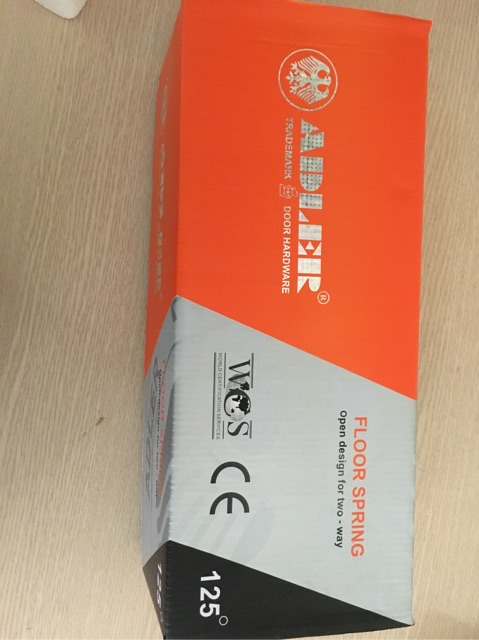 ADLER®
TRADEMARK DOOR HARDWARE
FLOOR SPRING
Open design for two - way
WCS
WORLD CERTIFICATION SERVICES
CE
125°